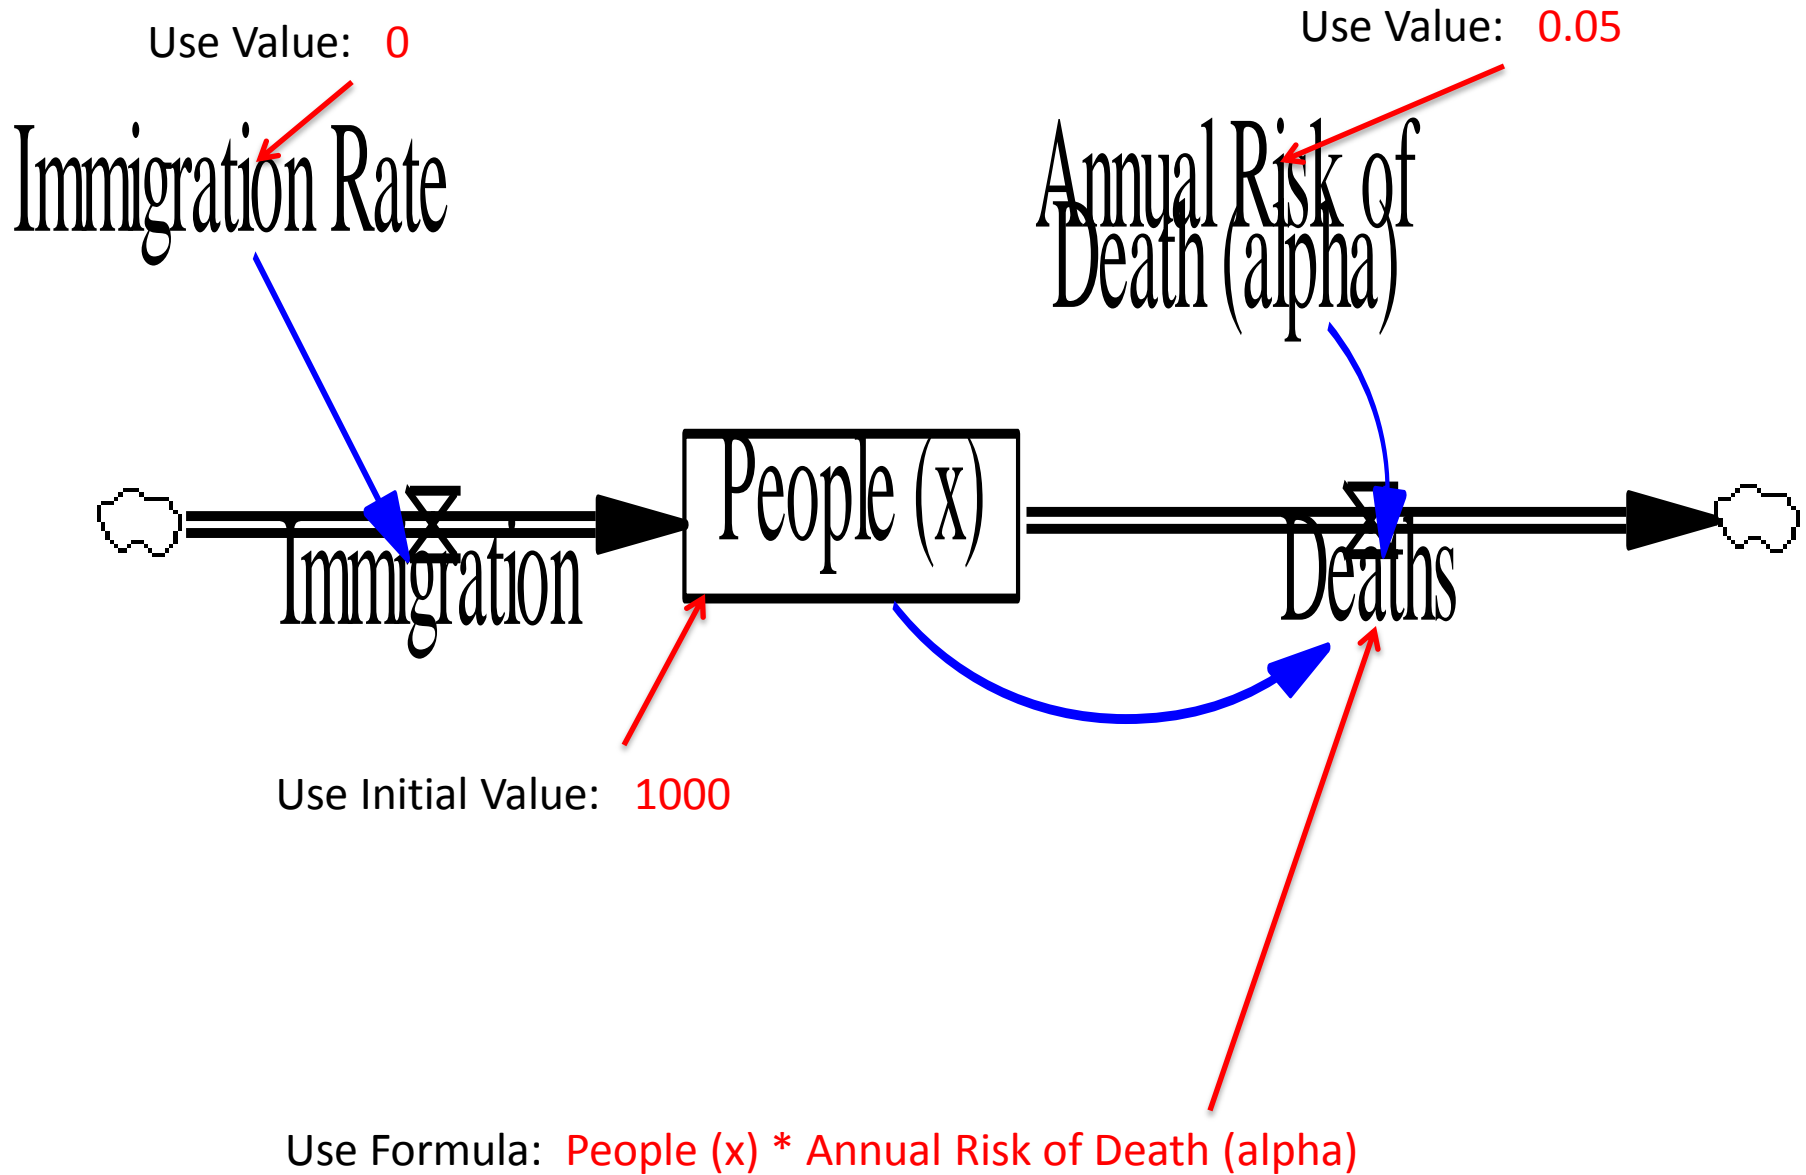 Use Value: 0
Use Value: 0.05
Immigration Rate
Annual Risk of
Death (alpha)
People (x)
Immigration
Deaths
Use Initial Value: 1000
Use Formula: People (x) * Annual Risk of Death (alpha)